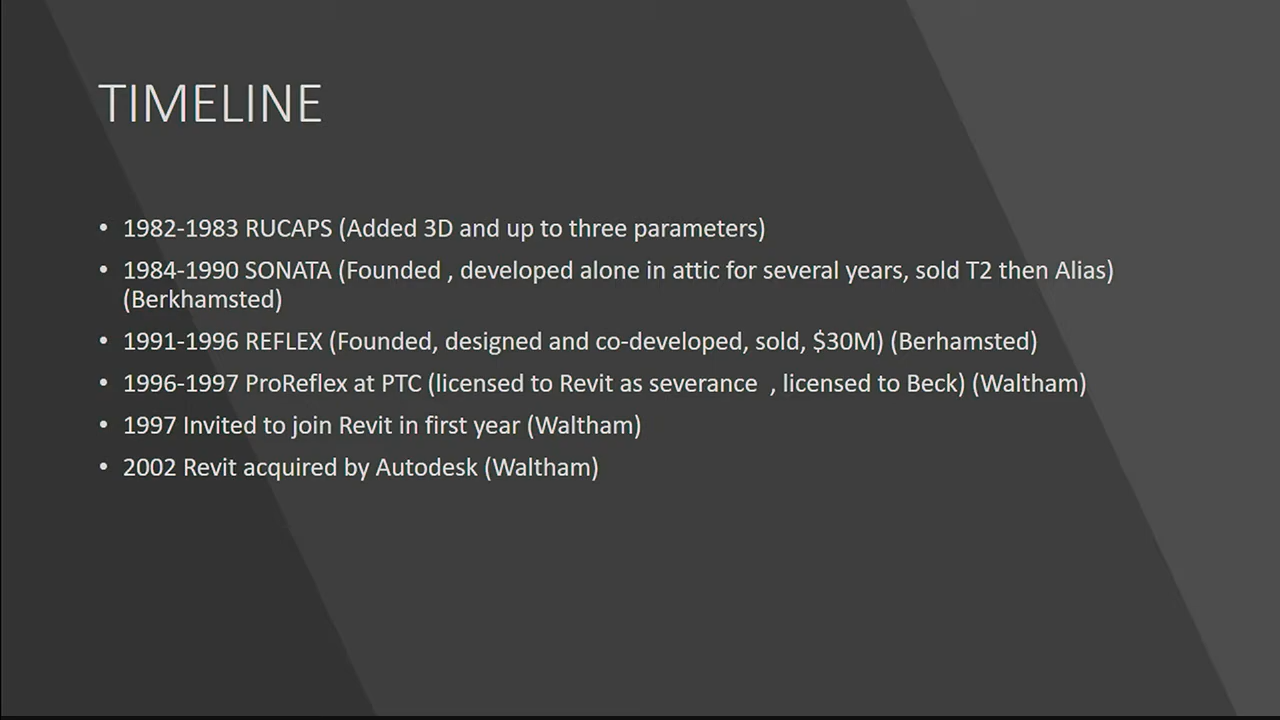 TIMELINE
• 1982-1983 RUCAPS (Added 3D and up to three parameters)
• 1984-1990 SONATA (Founded , developed alone in attic for several years, sold T2 then Alias)
(Berkhamsted)
• 1991-1996 REFLEX (Founded, designed and co-developed, sold, $30M) (Berhamsted)
• 1996-1997 ProReflex at PTC (licensed to Revit as severance  , licensed to Beck) (Waltham)
• 1997 Invited to join Revit in first year (Waltham)
• 2002 Revit acquired by Autodesk (Waltham)